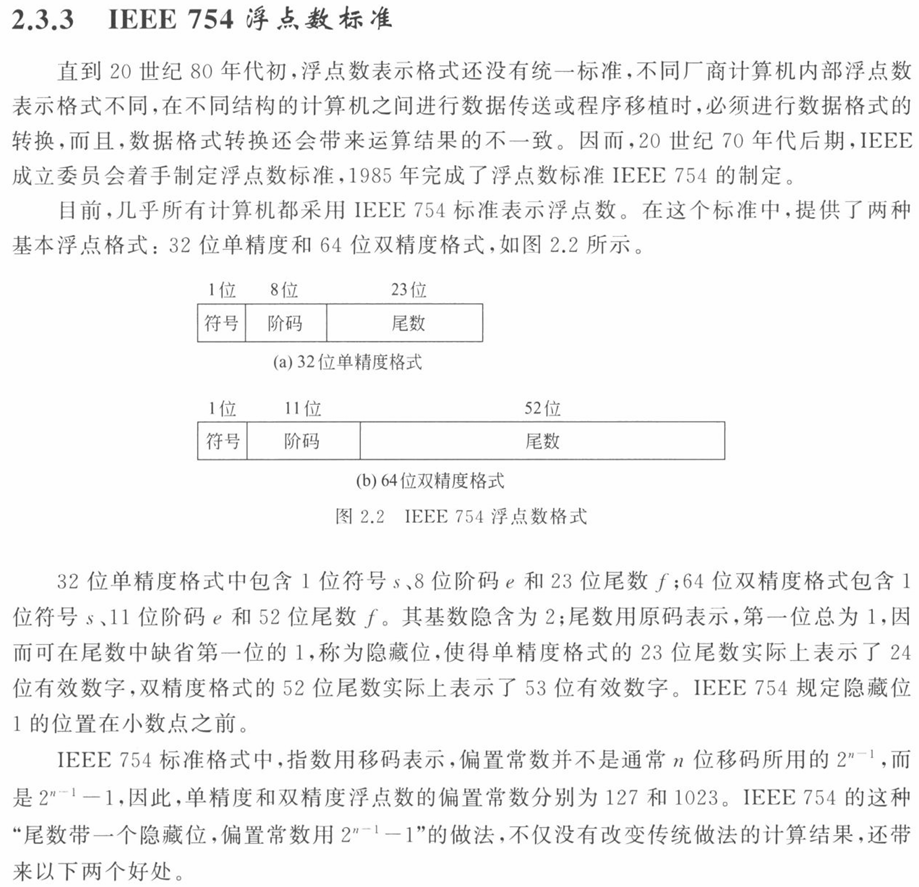 2.3.3 IEEE 754 浮点数标准
直到 20 世纪 80 年代初,浮点数表示格式还没有统一标准,不同厂商计算机内部浮点数
表示格式不同,在不同结构的计算机之间进行数据传送或程序移植时,必须进行数据格式的
转换,而且,数据格式转换还会带来运算结果的不一致。因而,20 世纪 70 年代后期,IEEE
成立委员会着手制定浮点数标准,1985 年完成了浮点数标准 IEEE 754 的制定。
目前,几乎所有计算机都采用 IEEE 754 标准表示浮点数。在这个标准中,提供了两种
基本浮点格式：32 位单精度和 64 位双精度格式,如图 2.2 所示。
1位 8位 23位
符号 阶码 尾数
(a) 32位单精度格式
1位 11位 52位
符号 阶码 尾数
(b) 64位双精度格式
图 2.2 IEEE 754 浮点数格式
32 位单精度格式中包含 1 位符号 s、8 位阶码 e 和 23 位尾数 f;64 位双精度格式包含 1
位符号 s、11 位阶码 e 和 52 位尾数 f。其基数隐含为 2;尾数用原码表示,第一位总为 1,因
而可在尾数中缺省第一位的 1,称为隐藏位,使得单精度格式的 23 位尾数实际上表示了 24
位有效数字,双精度格式的 52 位尾数实际上表示了 53 位有效数字。IEEE 754 规定隐藏位
1 的位置在小数点之前。
IEEE 754 标准格式中,指数用移码表示,偏置常数并不是通常 n 位移码所用的 2ⁿ⁻¹,而
是 2ⁿ⁻¹−1,因此,单精度和双精度浮点数的偏置常数分别为 127 和 1023。IEEE 754 的这种
“尾数带一个隐藏位,偏置常数用 2ⁿ⁻¹−1”的做法,不仅没有改变传统做法的计算结果,还带
来以下两个好处。